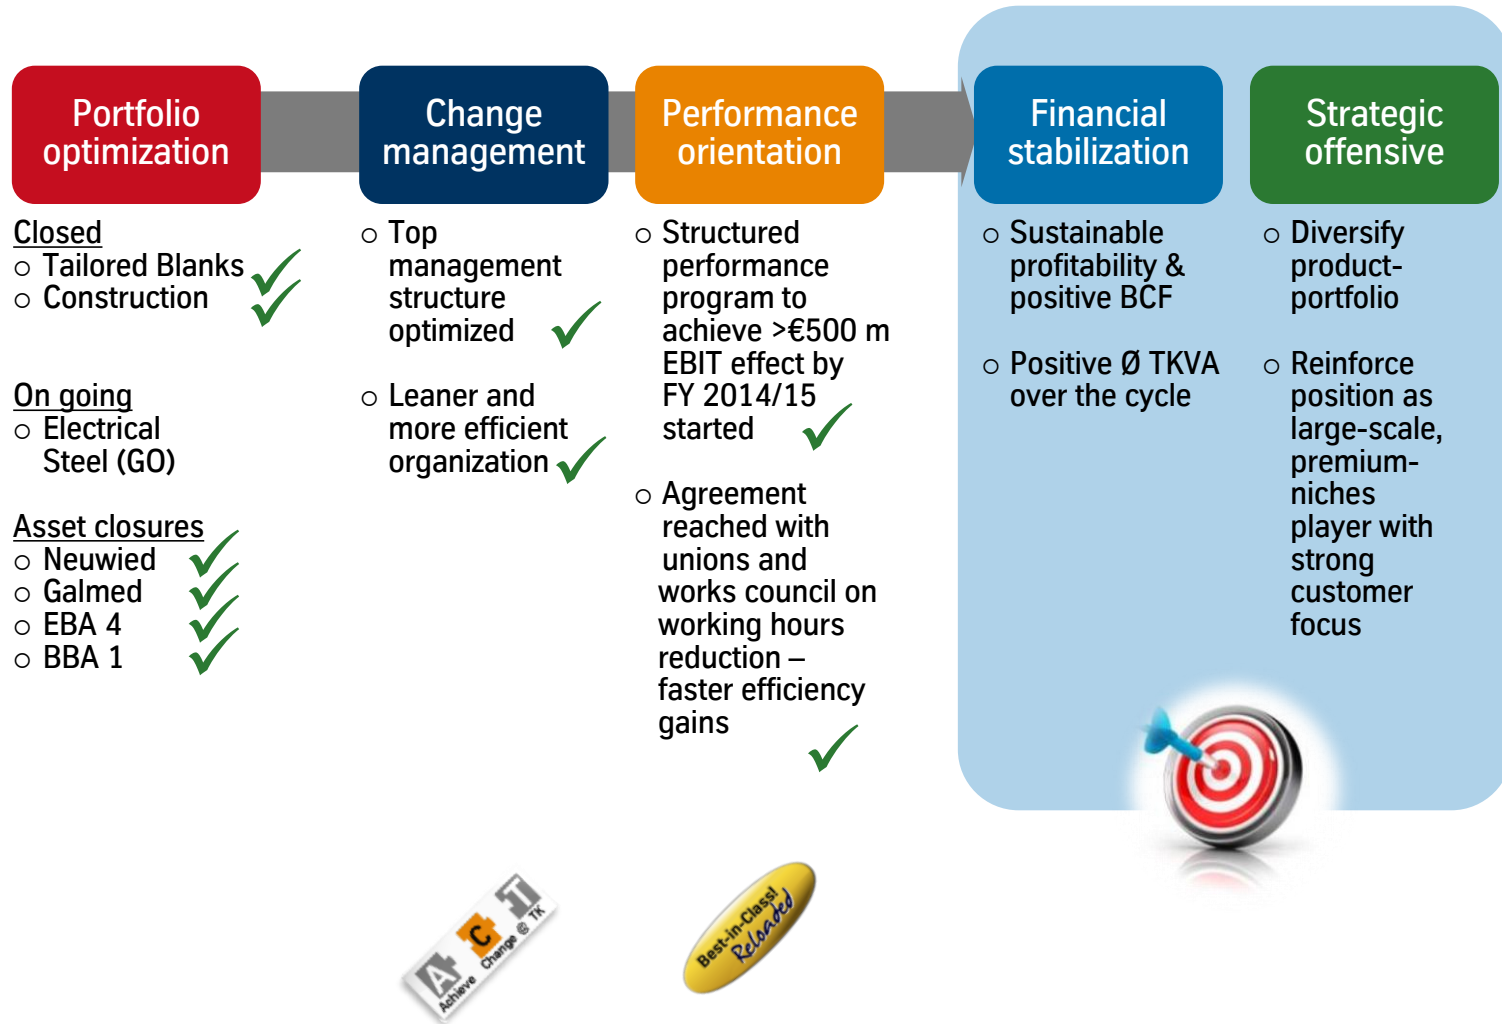 Portfolio
optimization
Closed
○ Tailored Blanks
○ Construction
On going
○ Electrical
Steel (GO)
Asset closures
○ Neuwied
○ Galmed
○ EBA 4
○ BBA 1
Change
management
○ Top
management
structure
optimized
○ Leaner and
more efficient
organization
Performance
orientation
○ Structured
performance
program to
achieve >€500 m
EBIT effect by
FY 2014/15
started
○ Agreement
reached with
unions and
works council on
working hours
reduction –
faster efficiency
gains
Financial
stabilization
○ Sustainable
profitability &
positive BCF
○ Positive Ø TKVA
over the cycle
Strategic
offensive
○ Diversify
product-
portfolio
○ Reinforce
position as
large-scale,
premium-
niches
player with
strong
customer
focus
ACT
Achieve Change @ TK
Best-in-Class!
Reloaded